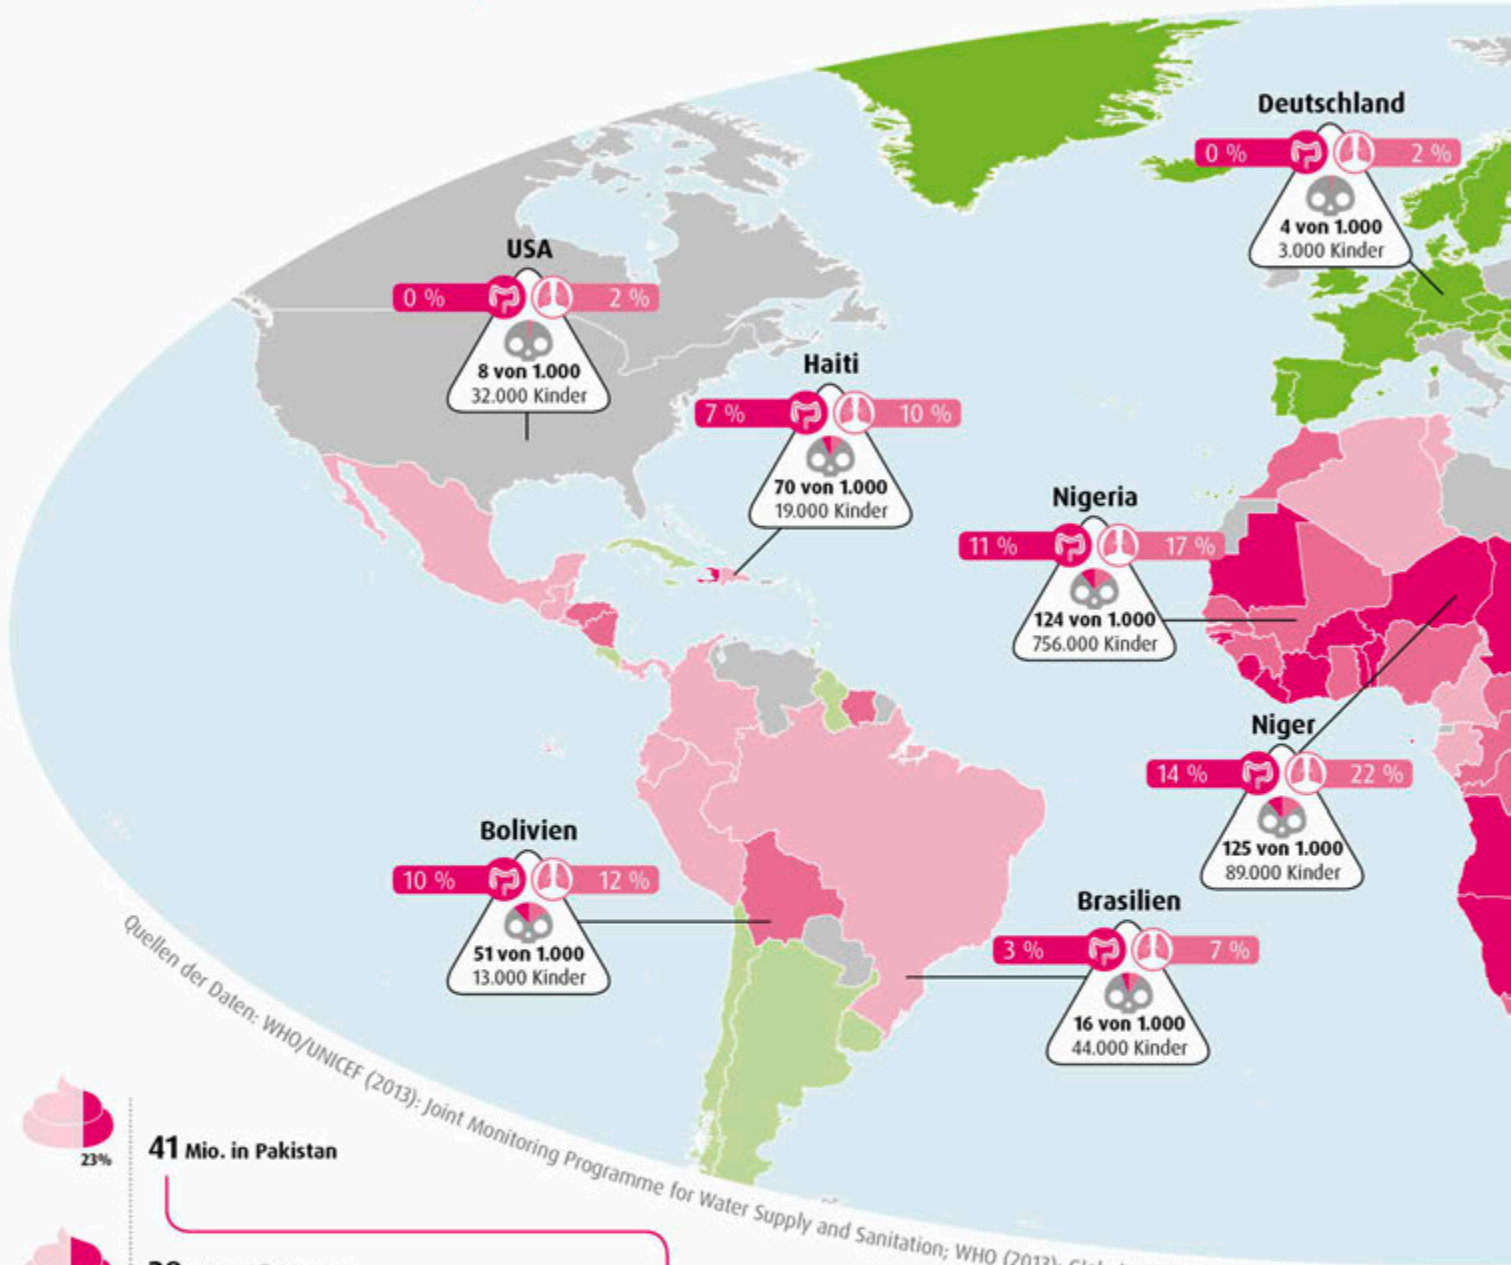 Deutschland
0 %
2 %
4 von 1.000
3.000 Kinder
USA
0 %
2 %
8 von 1.000
32.000 Kinder
Haiti
7 %
10 %
70 von 1.000
19.000 Kinder
Nigeria
11 %
17 %
124 von 1.000
756.000 Kinder
Niger
14 %
22 %
125 von 1.000
89.000 Kinder
Bolivien
10 %
12 %
51 von 1.000
13.000 Kinder
Brasilien
3 %
7 %
16 von 1.000
44.000 Kinder
Quellen der Daten: WHO/UNICEF (2013): Joint Monitoring Programme for Water Supply and Sanitation; WHO (2013):
23%
41 Mio. in Pakistan